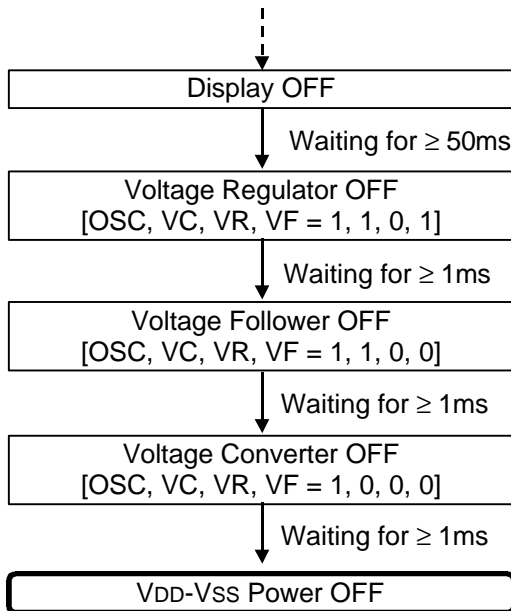 Display OFF
Waiting for ≥ 50ms
Voltage Regulator OFF
[OSC, VC, VR, VF = 1, 1, 0, 1]
Waiting for ≥ 1ms
Voltage Follower OFF
[OSC, VC, VR, VF = 1, 1, 0, 0]
Waiting for ≥ 1ms
Voltage Converter OFF
[OSC, VC, VR, VF = 1, 0, 0, 0]
Waiting for ≥ 1ms
VDD-VSS Power OFF